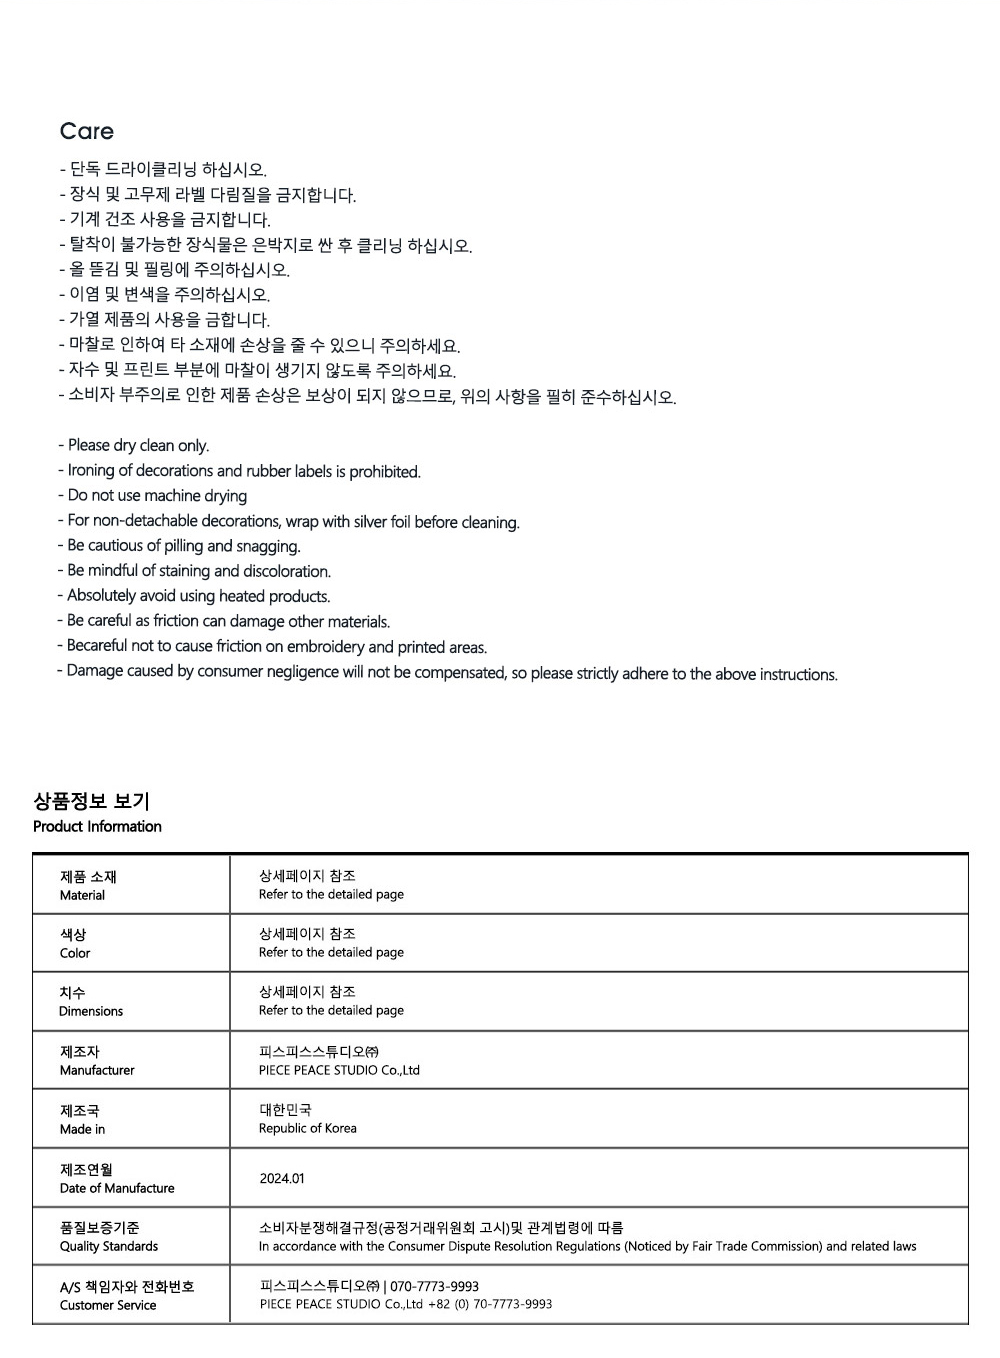 Care
- 단독 드라이클리닝 하십시오.
- 장식 및 고무제 라벨 다림질을 금지합니다.
- 기계 건조 사용을 금지합니다.
- 탈착이 불가능한 장식물은 은박지로 싼 후 클리닝 하십시오.
- 올 뜯김 및 필링에 주의하십시오.
- 이염 및 변색을 주의하십시오.
- 가열 제품의 사용을 금합니다.
- 마찰로 인하여 타 소재에 손상을 줄 수 있으니 주의하세요.
- 자수 및 프린트 부분에 마찰이 생기지 않도록 주의하세요.
- 소비자 부주의로 인한 제품 손상은 보상이 되지 않으므로, 위의 사항을 필히 준수하십시오.
- Please dry clean only.
- Ironing of decorations and rubber labels is prohibited.
- Do not use machine drying
- For non-detachable decorations, wrap with silver foil before cleaning.
- Be cautious of pilling and snagging.
- Be mindful of staining and discoloration.
- Absolutely avoid using heated products.
- Be careful as friction can damage other materials.
- Becareful not to cause friction on embroidery and printed areas.
- Damage caused by consumer negligence will not be compensated, so please strictly adhere to the above instructions.
상품정보 보기
Product Information
제품 소재
Material
상세페이지 참조
Refer to the detailed page
색상
Color
상세페이지 참조
Refer to the detailed page
치수
Dimensions
상세페이지 참조
Refer to the detailed page
제조자
Manufacturer
피스피스스튜디오㈜
PIECE PEACE STUDIO Co.,Ltd
제조국
Made in
대한민국
Republic of Korea
제조연월
Date of Manufacture
2024.01
품질보증기준
Quality Standards
소비자분쟁해결규정(공정거래위원회 고시)및 관계법령에 따름
In accordance with the Consumer Dispute Resolution Regulations (Noticed by Fair Trade Commission) and related laws
A/S 책임자와 전화번호
Customer Service
피스피스스튜디오㈜ | 070-7773-9993
PIECE PEACE STUDIO Co.,Ltd +82 (0) 70-7773-9993